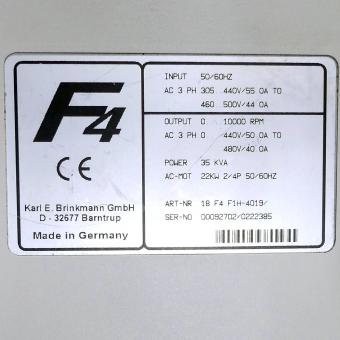 F4
CE
Karl E. Brinkmann GmbH
D - 32677 Barntrup
Made in Germany
INPUT 50/60HZ
AC 3 PH 305 440V/55 0A TO
460 500V/44 0A
OUTPUT 0 10000 RPM
AC 3 PH 0 440V/50 0A TO
480V/40 0A
POWER 35 KVA
AC-MOT 22KW 2/4P 50/60HZ
ART-NR 18 F4 F1H-4019/
SER-NO 00092702/0222385